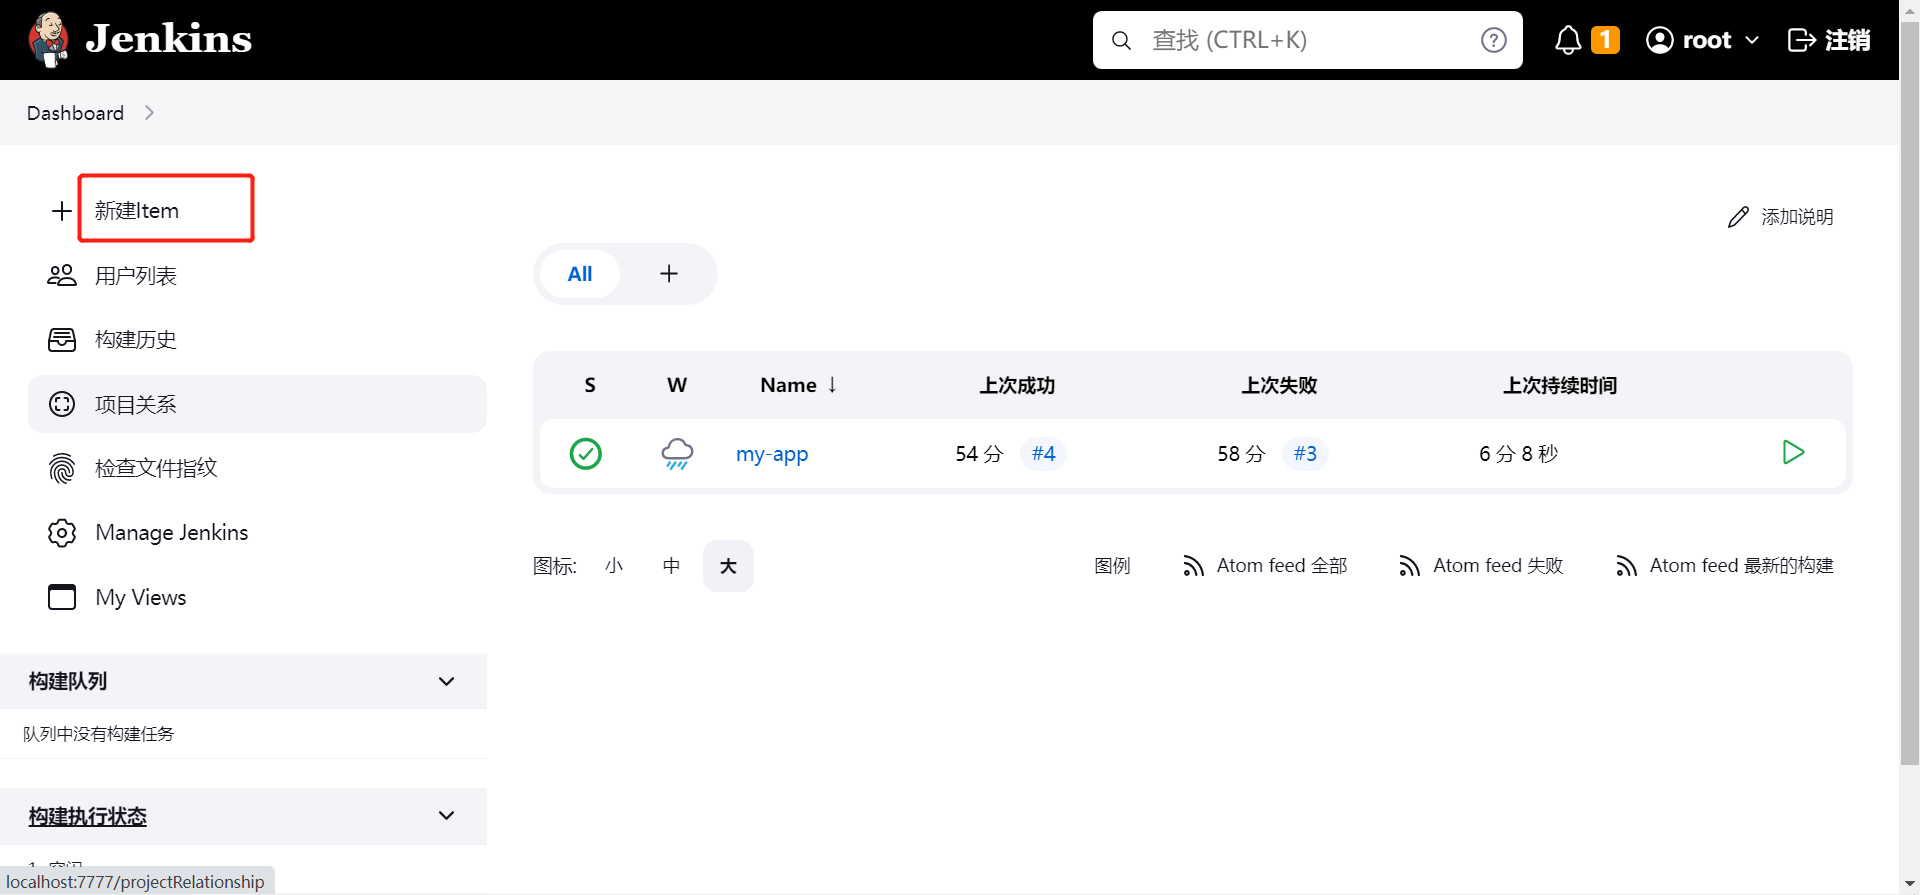 Jenkins
查找 (CTRL+K)
1
root
注销
Dashboard
新建Item
用户列表
构建历史
项目关系
检查文件指纹
Manage Jenkins
My Views
构建队列
队列中没有构建任务
构建执行状态
1 空闲
localhost:7777/projectRelationship
添加说明
All
S W Name ↓ 上次成功 上次失败 上次持续时间
my-app 54 分 #4 58 分 #3 6 分 8 秒
图标: 小 中 大
图例 Atom feed 全部 Atom feed 失败 Atom feed 最新的构建